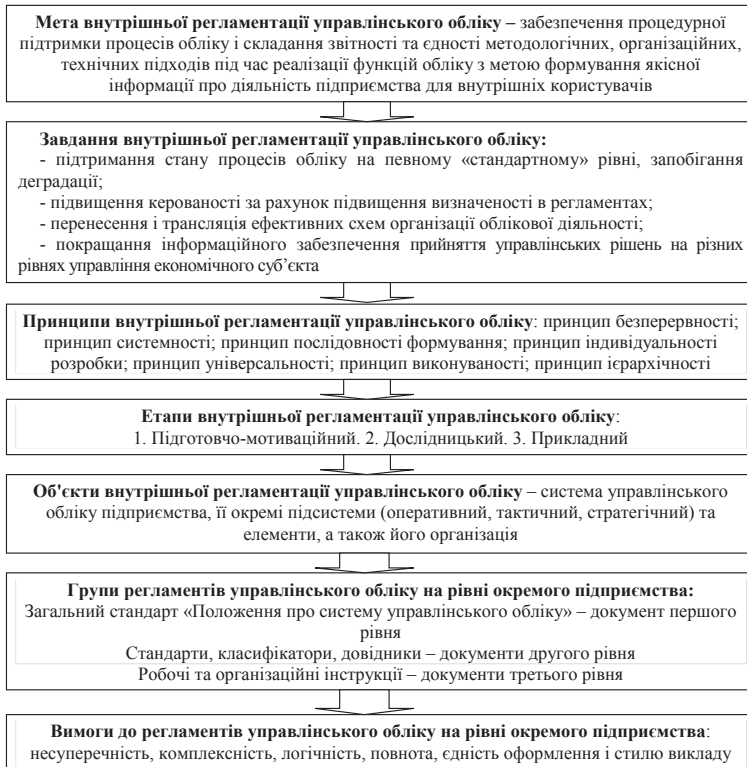 Мета внутрішньої регламентації управлінського обліку – забезпечення процедурної
підтримки процесів обліку і складання звітності та єдності методологічних, організаційних,
технічних підходів під час реалізації функцій обліку з метою формування якісної
інформації про діяльність підприємства для внутрішніх користувачів
Завдання внутрішньої регламентації управлінського обліку:
- підтримання стану процесів обліку на певному «стандартному» рівні, запобігання
деградації;
- підвищення керованості за рахунок підвищення визначеності в регламентах;
- перенесення і трансляція ефективних схем організації облікової діяльності;
- покращання інформаційного забезпечення прийняття управлінських рішень на різних
рівнях управління економічного суб’єкта
Принципи внутрішньої регламентації управлінського обліку: принцип безперервності;
принцип системності; принцип послідовності формування; принцип індивідуальності
розробки; принцип універсальності; принцип виконуваності; принцип ієрархічності
Етапи внутрішньої регламентації управлінського обліку:
1. Підготовчо-мотиваційний. 2. Дослідницький. 3. Прикладний
Об'єкти внутрішньої регламентації управлінського обліку – система управлінського
обліку підприємства, її окремі підсистеми (оперативний, тактичний, стратегічний) та
елементи, а також його організація
Групи регламентів управлінського обліку на рівні окремого підприємства:
Загальний стандарт «Положення про систему управлінського обліку» – документ першого
рівня
Стандарти, класифікатори, довідники – документи другого рівня
Робочі та організаційні інструкції – документи третього рівня
Вимоги до регламентів управлінського обліку на рівні окремого підприємства:
несуперечність, комплексність, логічність, повнота, єдність оформлення і стилю викладу